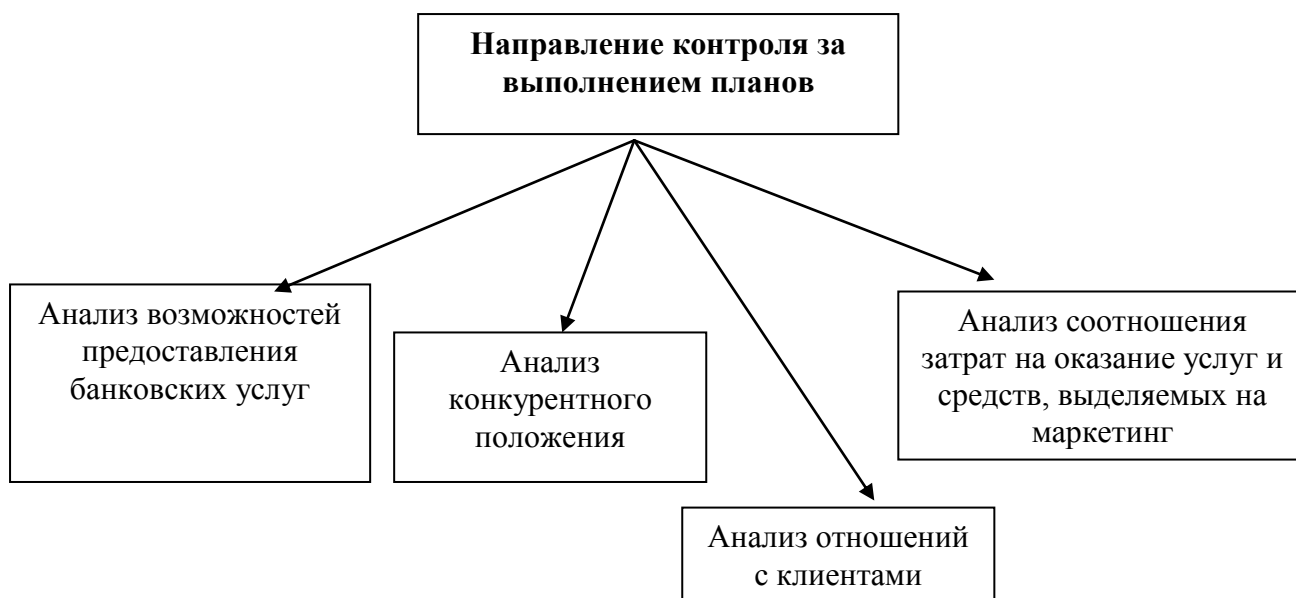 Направление контроля за
выполнением планов
Анализ возможностей
предоставления
банковских услуг
Анализ
конкурентного
положения
Анализ соотношения
затрат на оказание услуг и
средств, выделяемых на
маркетинг
Анализ отношений
с клиентами